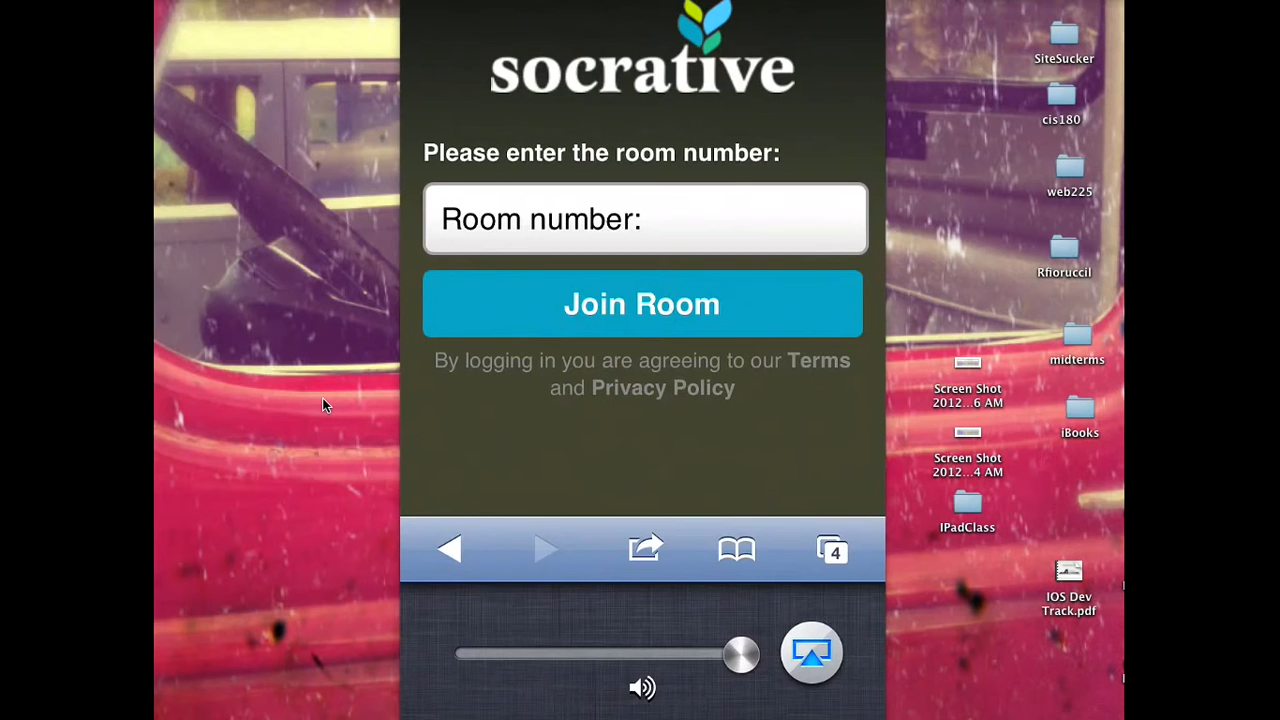 socrative
Please enter the room number:
Room number:
Join Room
By logging in you are agreeing to our Terms
and Privacy Policy
4
SiteSucker
cis180
web225
Rfioruccil
midterms
Screen Shot
2012...6 AM
iBooks
Screen Shot
2012...4 AM
IPadClass
IOS Dev
Track.pdf